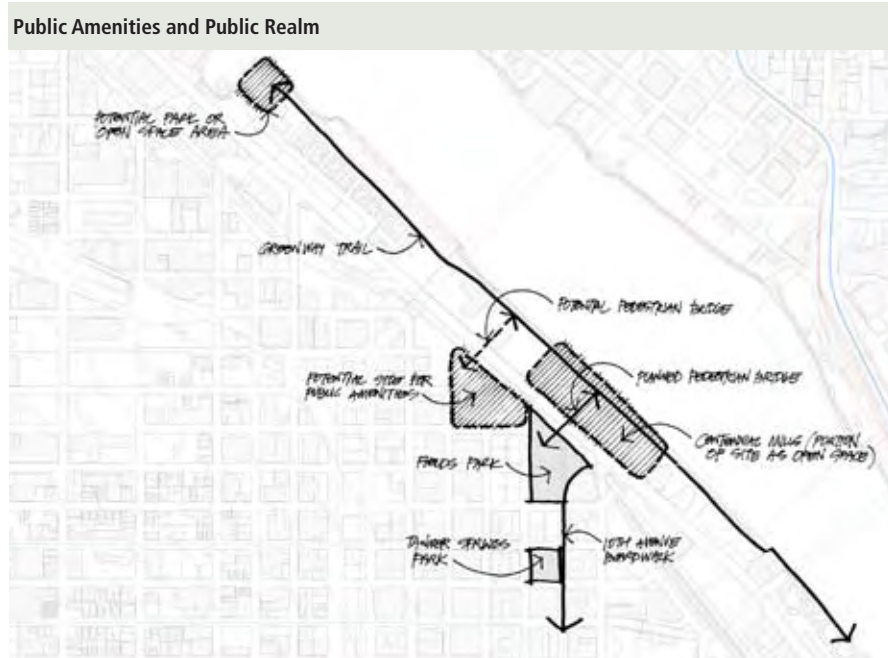 Public Amenities and Public Realm
POTENTIAL PARK OR
OPEN SPACE AREA
GREENWAY TRAIL
POTENTIAL PEDESTRIAN BRIDGE
POTENTIAL SITE FOR
PUBLIC AMENITIES
PLANNED PEDESTRIAN BRIDGE
CENTENNIAL MILLS (PORTION
OF SITE AS OPEN SPACE)
FIELDS PARK
TANNER SPRINGS
PARK
10TH AVENUE
BOARDWALK